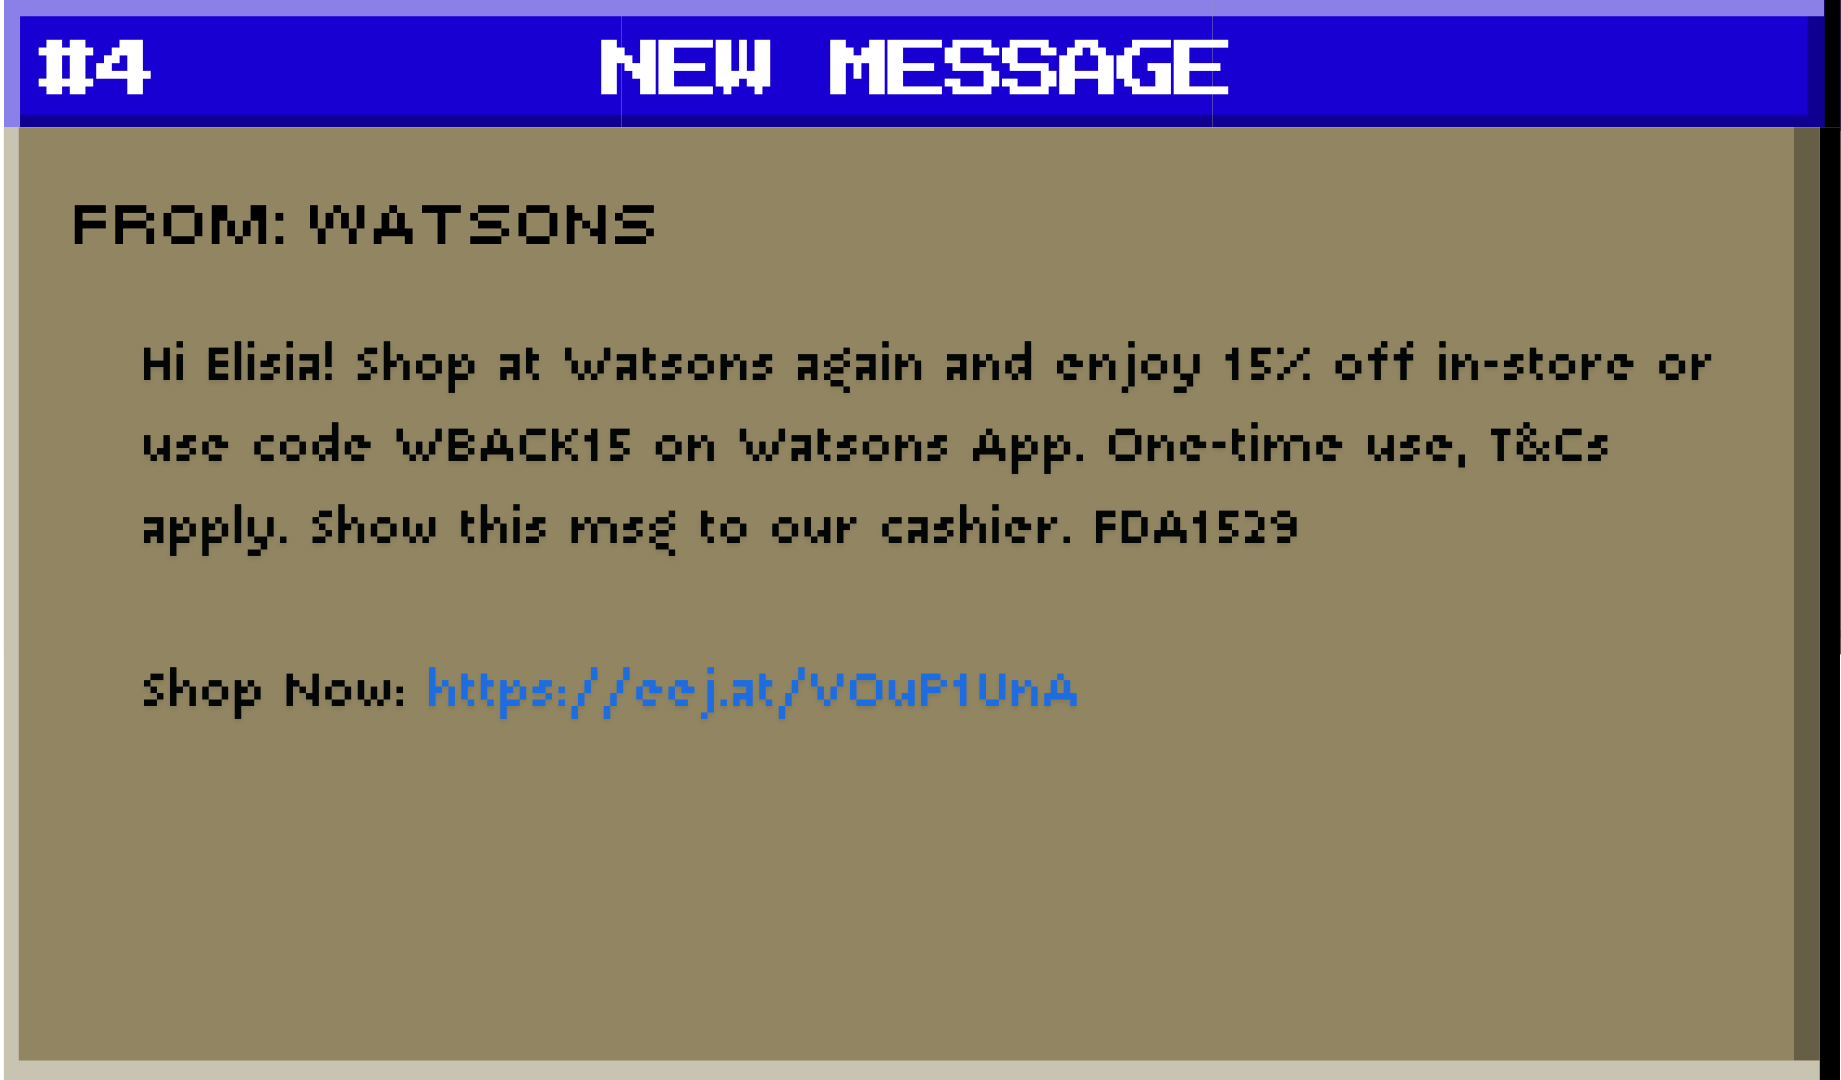 #4
NEW MESSAGE
FROM: WATSONS
Hi Elisia! Shop at Watsons again and enjoy 15% off in-store or
use code WBACK15 on Watsons App. One-time use, T&Cs
apply. Show this msg to our cashier. FDA1529
Shop Now: https://eej.at/VOuP1UnA